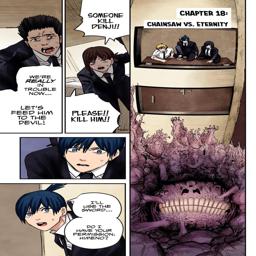 SOMEONE
KILL
DENJI!!
WE'RE
REALLY
IN
TROUBLE
NOW...
LET'S
FEED HIM
TO THE
DEVIL!
PLEASE!!
KILL HIM!!
I'LL
USE THE
SWORD...
DO I
HAVE YOUR
PERMISSION,
HIMENO?
CHAPTER 18:
CHAINSAW VS. ETERNITY